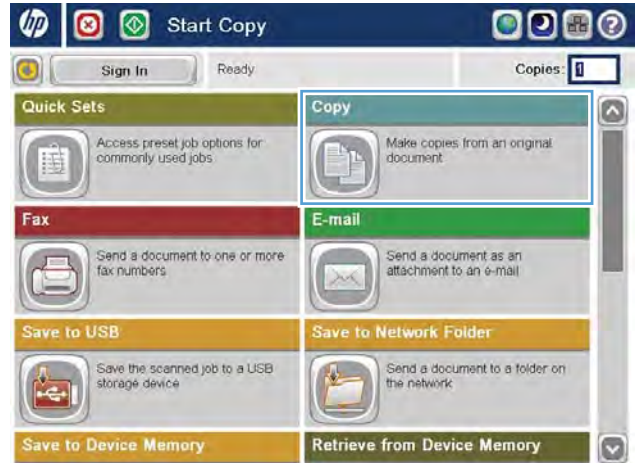 hp Start Copy
Sign In Ready Copies: 1
Quick Sets
Access preset job options for
commonly used jobs
Copy
Make copies from an original
document
Fax
Send a document to one or more
fax numbers
E-mail
Send a document as an
attachment to an e-mail
Save to USB
Save the scanned job to a USB
storage device
Save to Network Folder
Send a document to a folder on
the network
Save to Device Memory
Retrieve from Device Memory